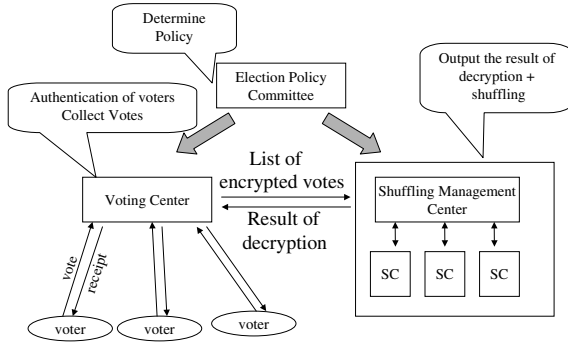 Determine
Policy
Election Policy
Committee
Output the result of
decryption +
shuffling
Authentication of voters
Collect Votes
List of
encrypted votes
Result of
decryption
Voting Center
Shuffling Management
Center
SC
SC
SC
vote
receipt
voter
voter
voter